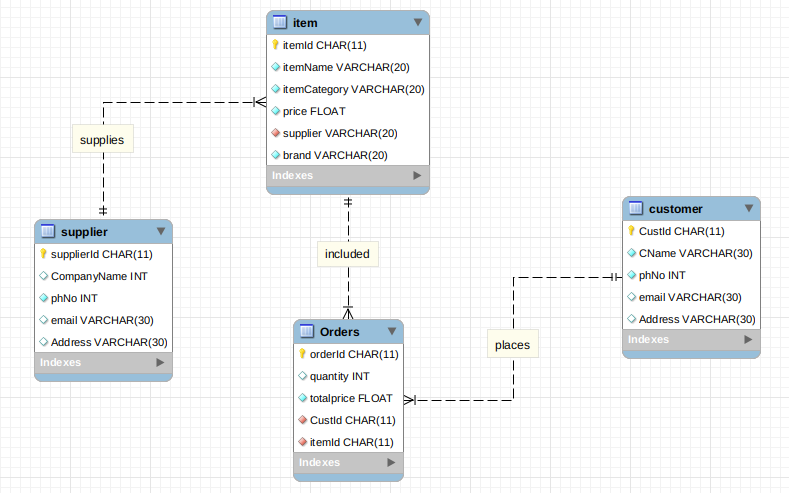 item
itemId CHAR(11)
itemName VARCHAR(20)
itemCategory VARCHAR(20)
price FLOAT
supplier VARCHAR(20)
brand VARCHAR(20)
Indexes
supplies
supplier
supplierId CHAR(11)
CompanyName INT
phNo INT
email VARCHAR(30)
Address VARCHAR(30)
Indexes
included
customer
CustId CHAR(11)
CName VARCHAR(30)
phNo INT
email VARCHAR(30)
Address VARCHAR(30)
Indexes
places
Orders
orderId CHAR(11)
quantity INT
totalprice FLOAT
CustId CHAR(11)
itemId CHAR(11)
Indexes